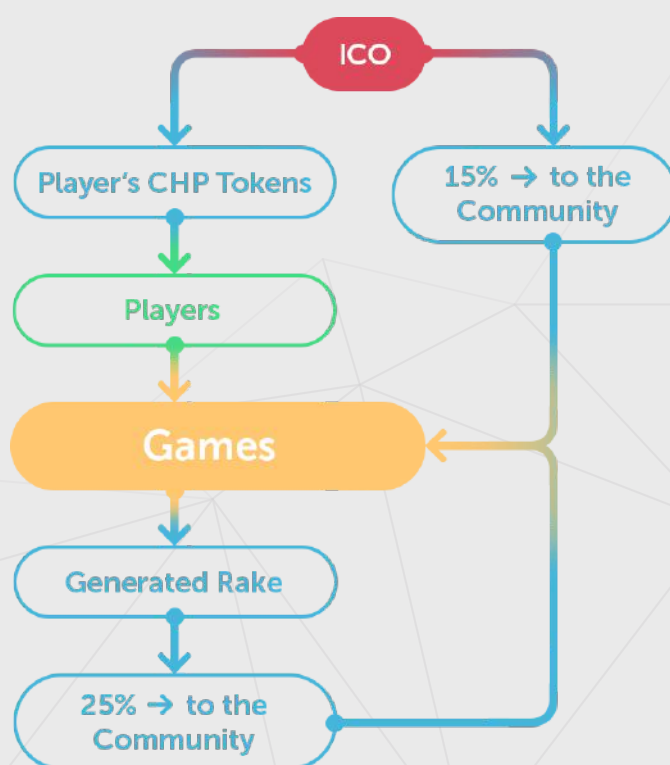 ICO
Player's CHP Tokens
15% → to the
Community
Players
Games
Generated Rake
25% → to the
Community